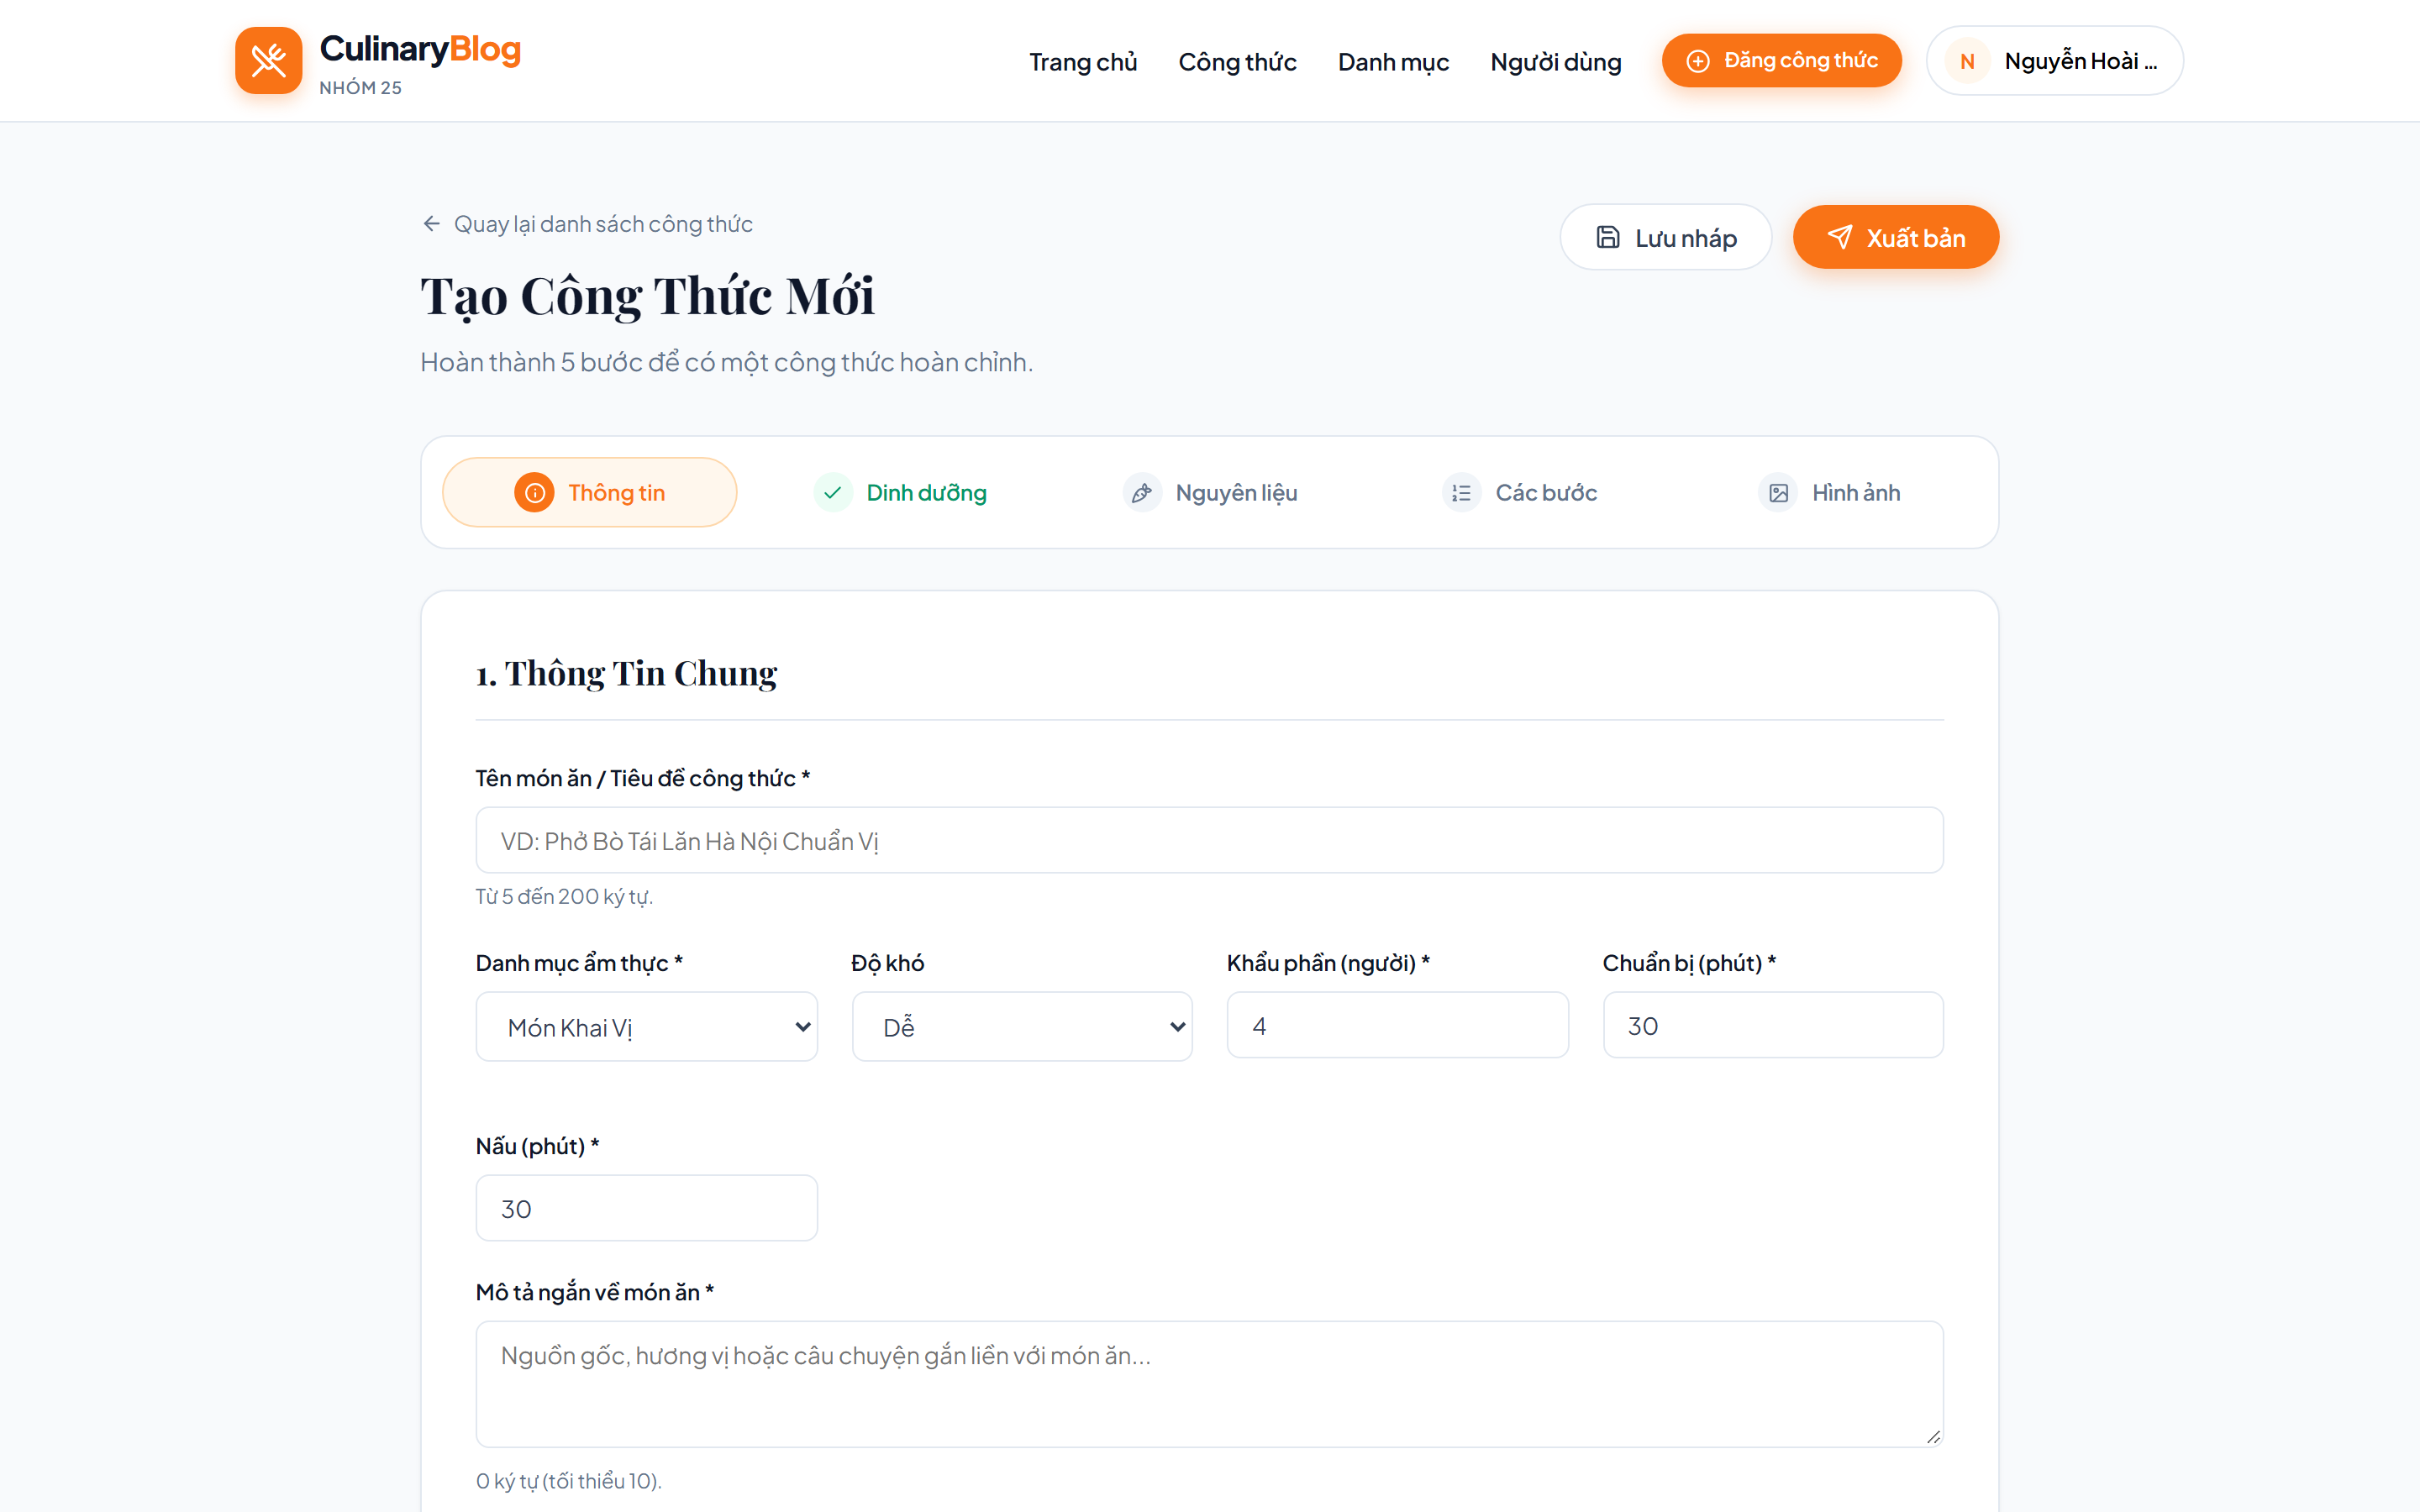 CulinaryBlog
NHÓM 25
Trang chủ
Công thức
Danh mục
Người dùng
Đăng công thức
N
Nguyễn Hoài ...
Quay lại danh sách công thức
Lưu nháp
Xuất bản
Tạo Công Thức Mới
Hoàn thành 5 bước để có một công thức hoàn chỉnh.
Thông tin
Dinh dưỡng
Nguyên liệu
Các bước
Hình ảnh
1. Thông Tin Chung
Tên món ăn / Tiêu đề công thức *
VD: Phở Bò Tái Lăn Hà Nội Chuẩn Vị
Từ 5 đến 200 ký tự.
Danh mục ẩm thực *
Độ khó
Khẩu phần (người) *
Chuẩn bị (phút) *
Món Khai Vị
Dễ
4
30
Nấu (phút) *
30
Mô tả ngắn về món ăn *
Nguồn gốc, hương vị hoặc câu chuyện gắn liền với món ăn...
0 ký tự (tối thiểu 10).